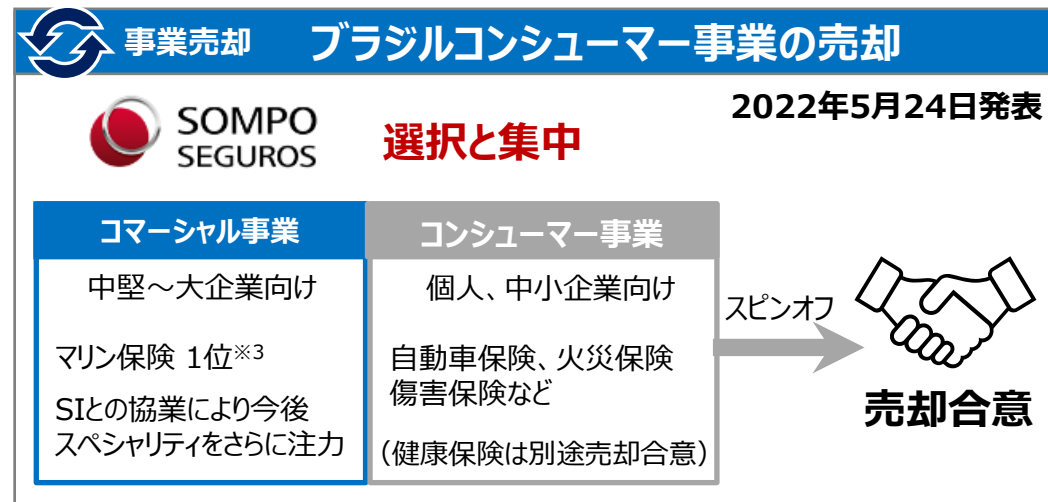 事業売却 ブラジルコンシューマー事業の売却
2022年5月24日発表
SOMPO
SEGUROS
選択と集中
コマーシャル事業
中堅~大企業向け
マリン保険 1位※3
SIとの協業により今後
スペシャリティをさらに注力
コンシューマー事業
個人、中小企業向け
自動車保険、火災保険
傷害保険など
(健康保険は別途売却合意)
スピンオフ
売却合意